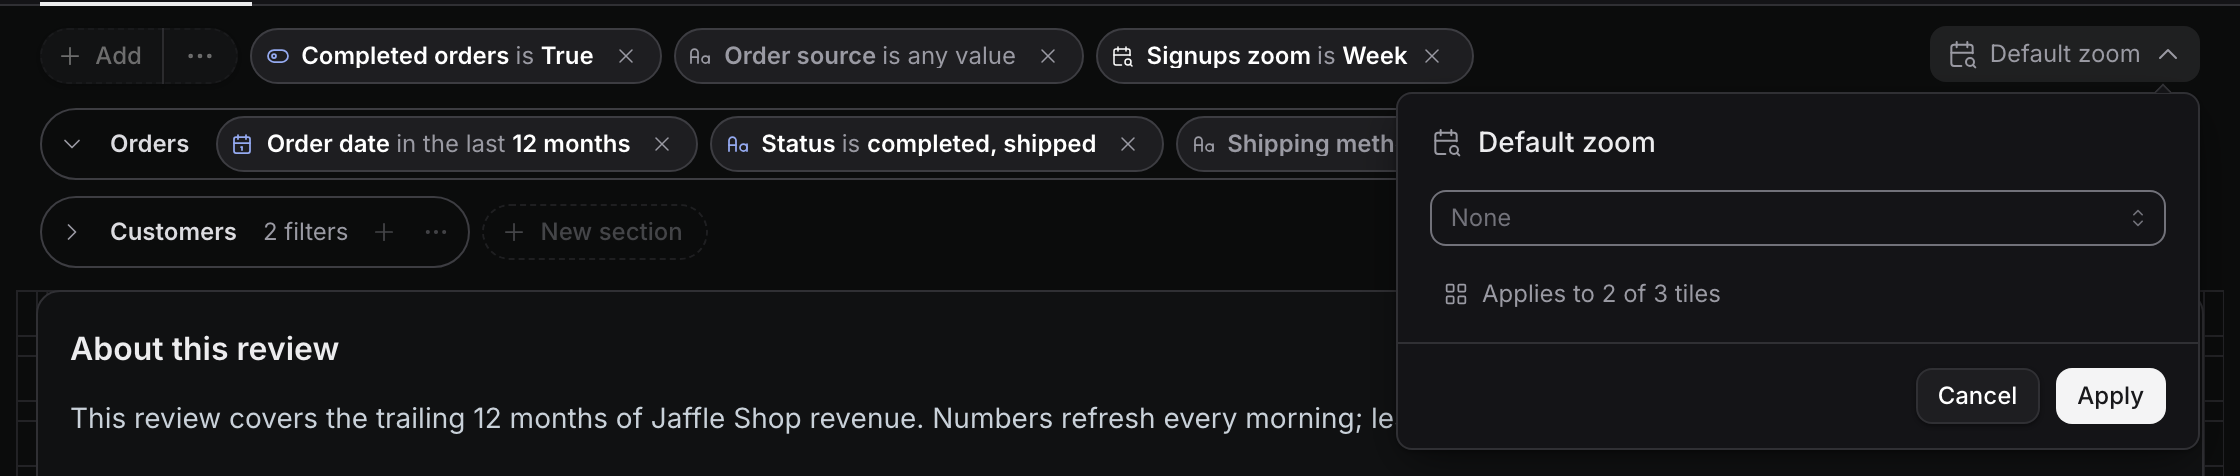 Add
Completed orders is True
Order source is any value
Signups zoom is Week
Default zoom
Orders
Order date in the last 12 months
Status is completed, shipped
Shipping meth
Default zoom
None
Customers 2 filters
New section
Applies to 2 of 3 tiles
About this review
Cancel
Apply
This review covers the trailing 12 months of Jaffle Shop revenue. Numbers refresh every morning; le